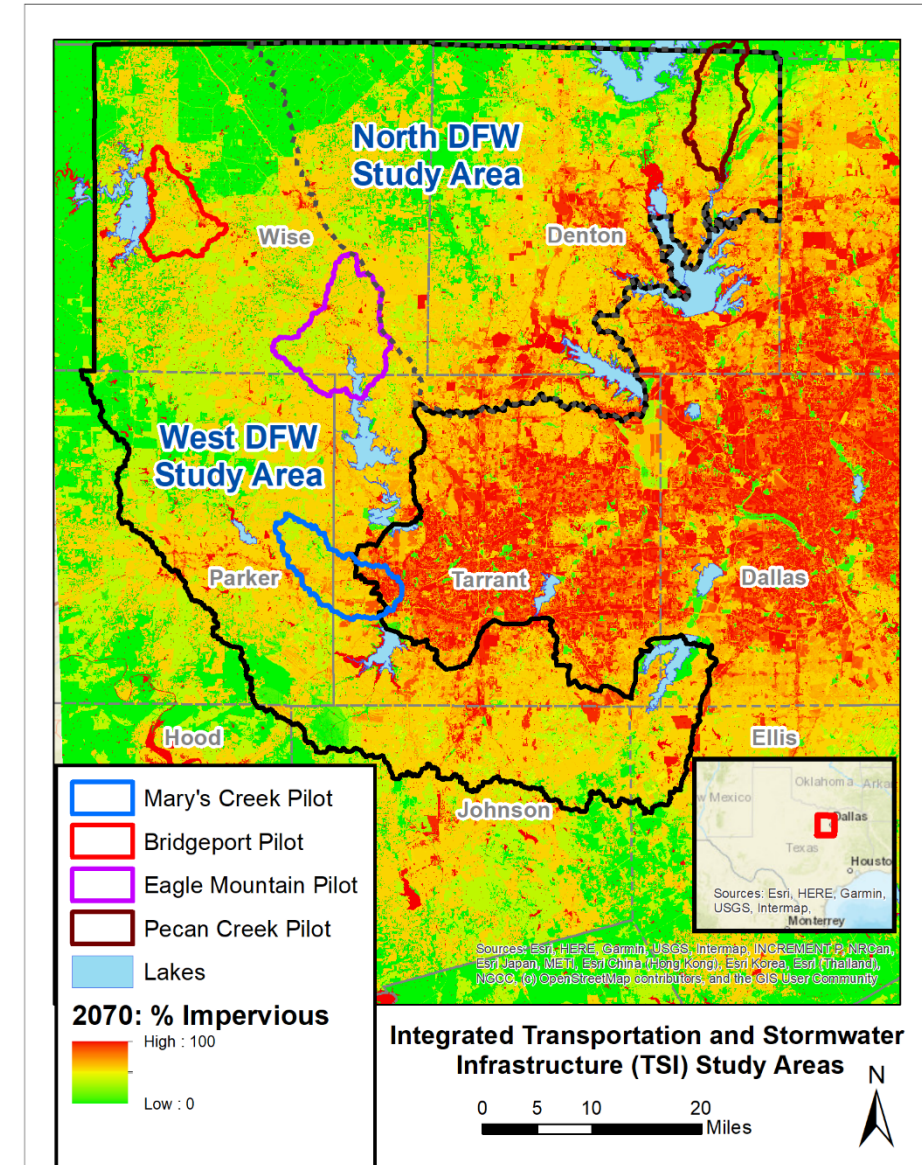 North DFW
Study Area
Wise
Denton
West DFW
Study Area
Parker
Tarrant
Dallas
Hood
Ellis
Johnson
Mary's Creek Pilot
Bridgeport Pilot
Eagle Mountain Pilot
Pecan Creek Pilot
Lakes
2070: % Impervious
High : 100
Low : 0
Oklahoma
Arka
w Mexico
Dallas
Texas
Housto
Sources: Esri, HERE, Garmin,
USGS, Intermap,
Monterrey
Sources: Esri, HERE, Garmin, USGS, Intermap, INCREMENT P, NRCan,
Esri Japan, METI, Esri China (Hong Kong), Esri Korea, Esri (Thailand),
NGCC, (c) OpenStreetMap contributors, and the GIS User Community
Integrated Transportation and Stormwater
Infrastructure (TSI) Study Areas
N
0 5 10 20
Miles